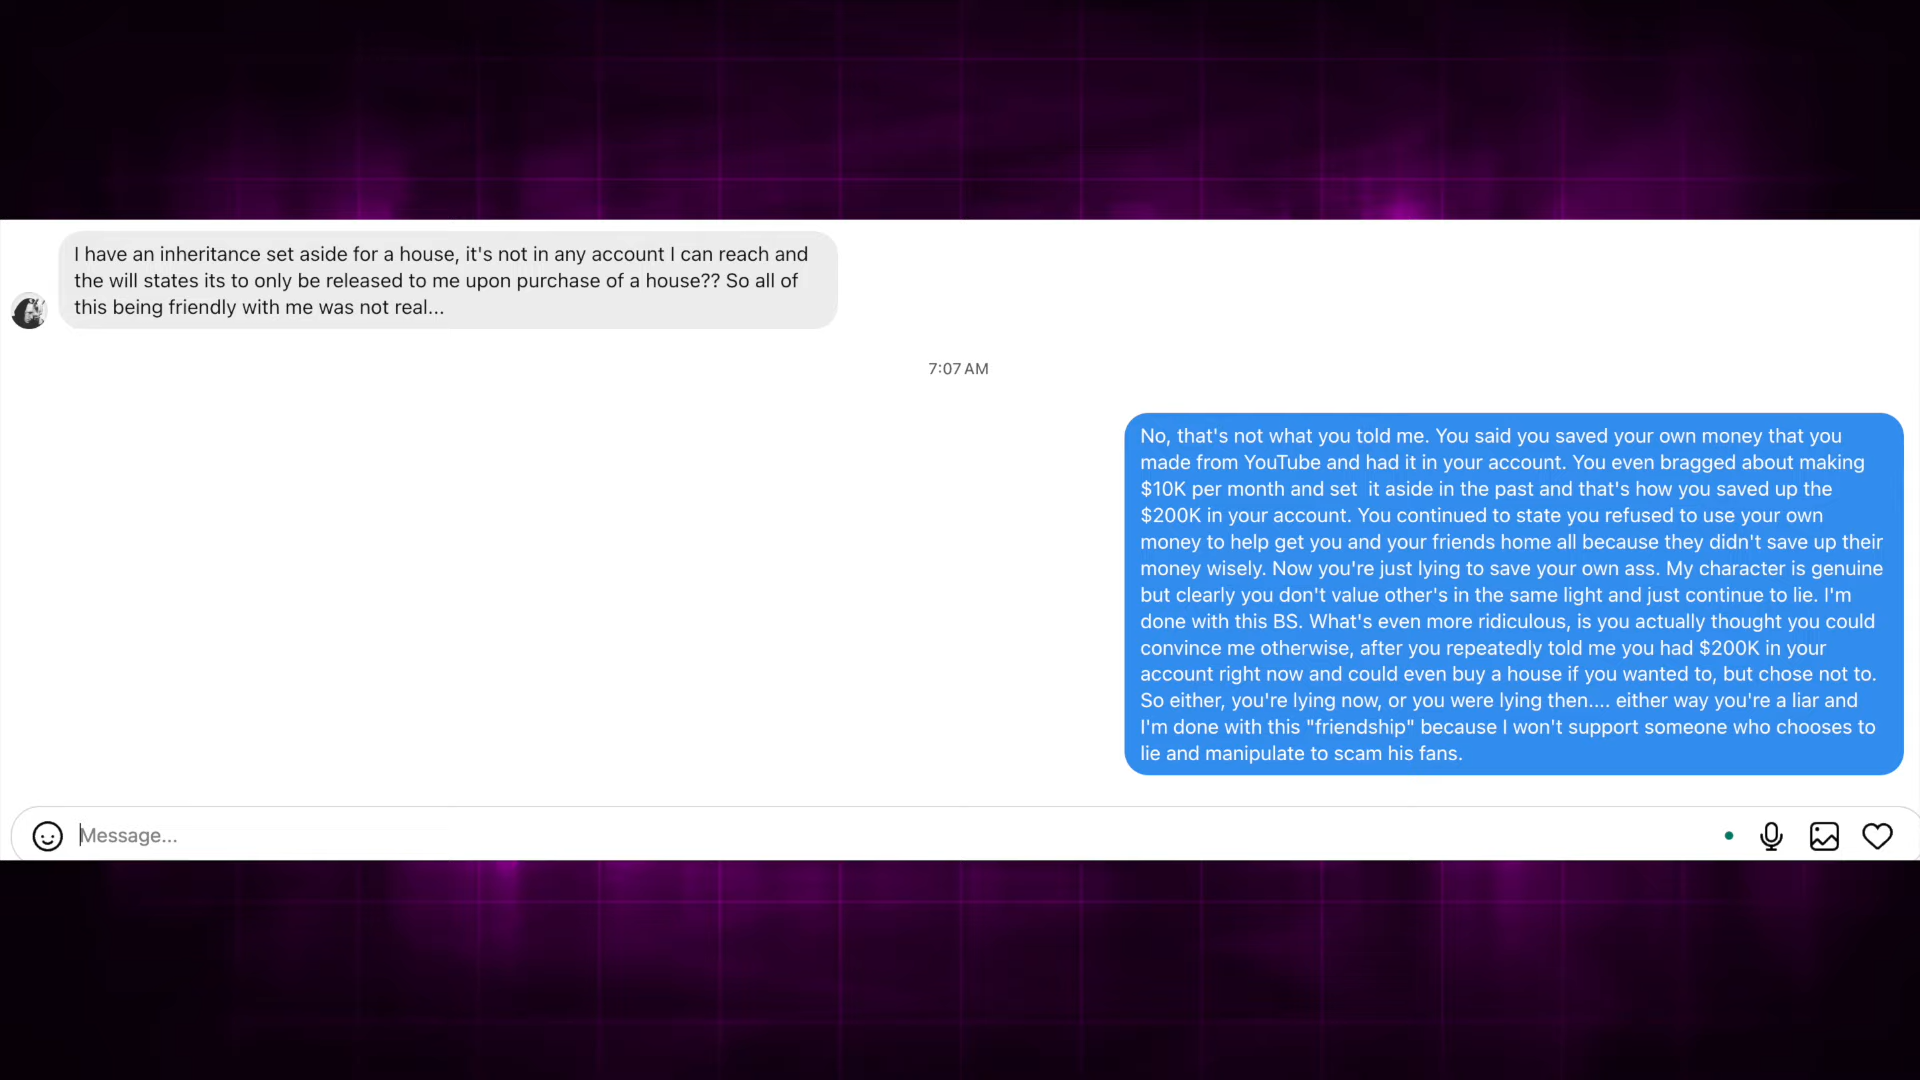 I have an inheritance set aside for a house, it's not in any account I can reach and
the will states its to only be released to me upon purchase of a house?? So all of
this being friendly with me was not real...
7:07 AM
No, that's not what you told me. You said you saved your own money that you
made from YouTube and had it in your account. You even bragged about making
$10K per month and set  it aside in the past and that's how you saved up the
$200K in your account. You continued to state you refused to use your own
money to help get you and your friends home all because they didn't save up their
money wisely. Now you're just lying to save your own ass. My character is genuine
but clearly you don't value other's in the same light and just continue to lie. I'm
done with this BS. What's even more ridiculous, is you actually thought you could
convince me otherwise, after you repeatedly told me you had $200K in your
account right now and could even buy a house if you wanted to, but chose not to.
So either, you're lying now, or you were lying then.... either way you're a liar and
I'm done with this "friendship" because I won't support someone who chooses to
lie and manipulate to scam his fans.
Message...